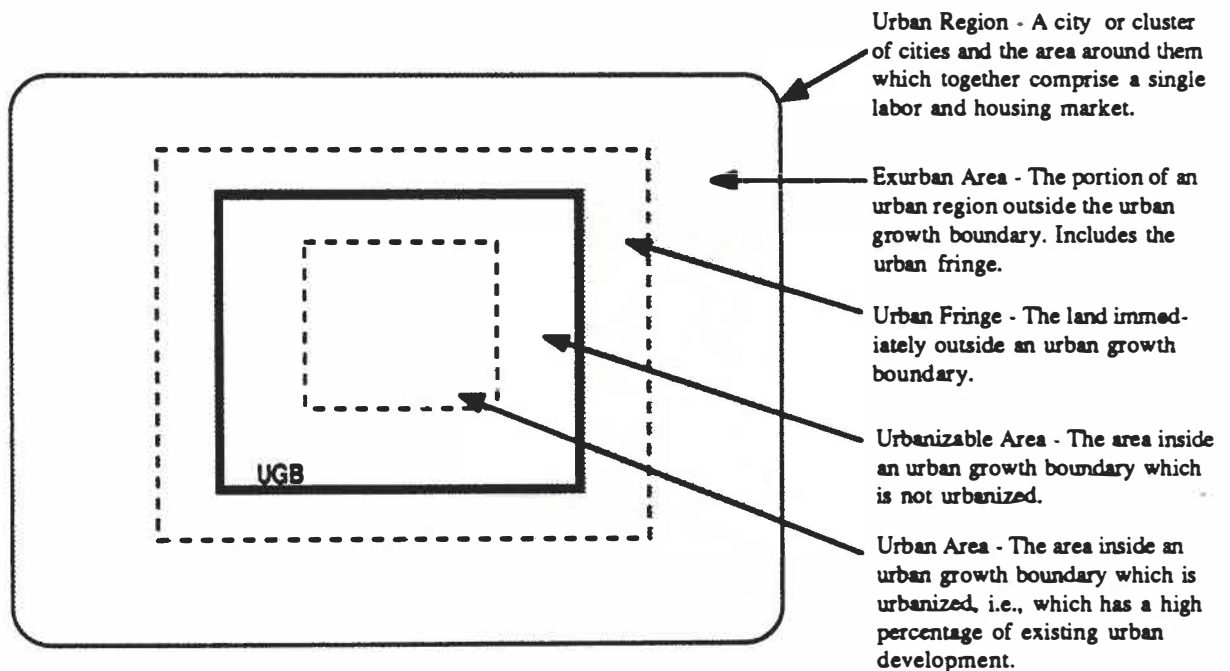 Urban Region - A city or cluster
of cities and the area around them
which together comprise a single
labor and housing market.
Exurban Area - The portion of an
urban region outside the urban
growth boundary. Includes the
urban fringe.
Urban Fringe - The land immed-
iately outside an urban growth
boundary.
Urbanizable Area - The area inside
an urban growth boundary which
is not urbanized.
UGB
Urban Area - The area inside an
urban growth boundary which is
urbanized, i.e., which has a high
percentage of existing urban
development.